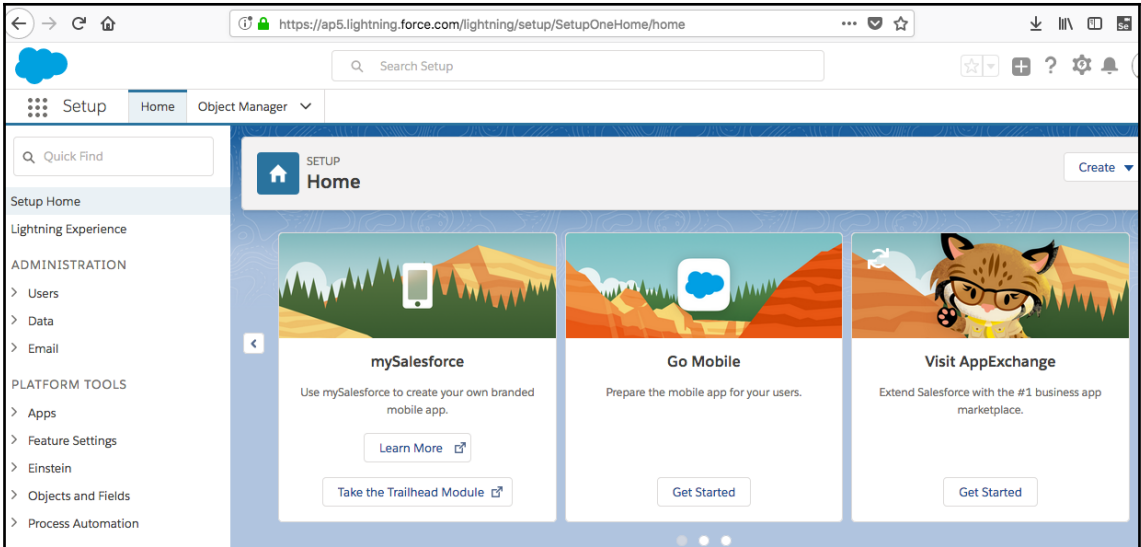 https://ap5.lightning.force.com/lightning/setup/SetupOneHome/home
Se
Search Setup
Setup
Home
Object Manager
Quick Find
Setup Home
Lightning Experience
ADMINISTRATION
Users
Data
Email
PLATFORM TOOLS
Apps
Feature Settings
Einstein
Objects and Fields
Process Automation
SETUP
Home
Create
mySalesforce
Use mySalesforce to create your own branded
mobile app.
Learn More
Take the Trailhead Module
Go Mobile
Prepare the mobile app for your users.
Get Started
Visit AppExchange
Extend Salesforce with the #1 business app
marketplace.
Get Started